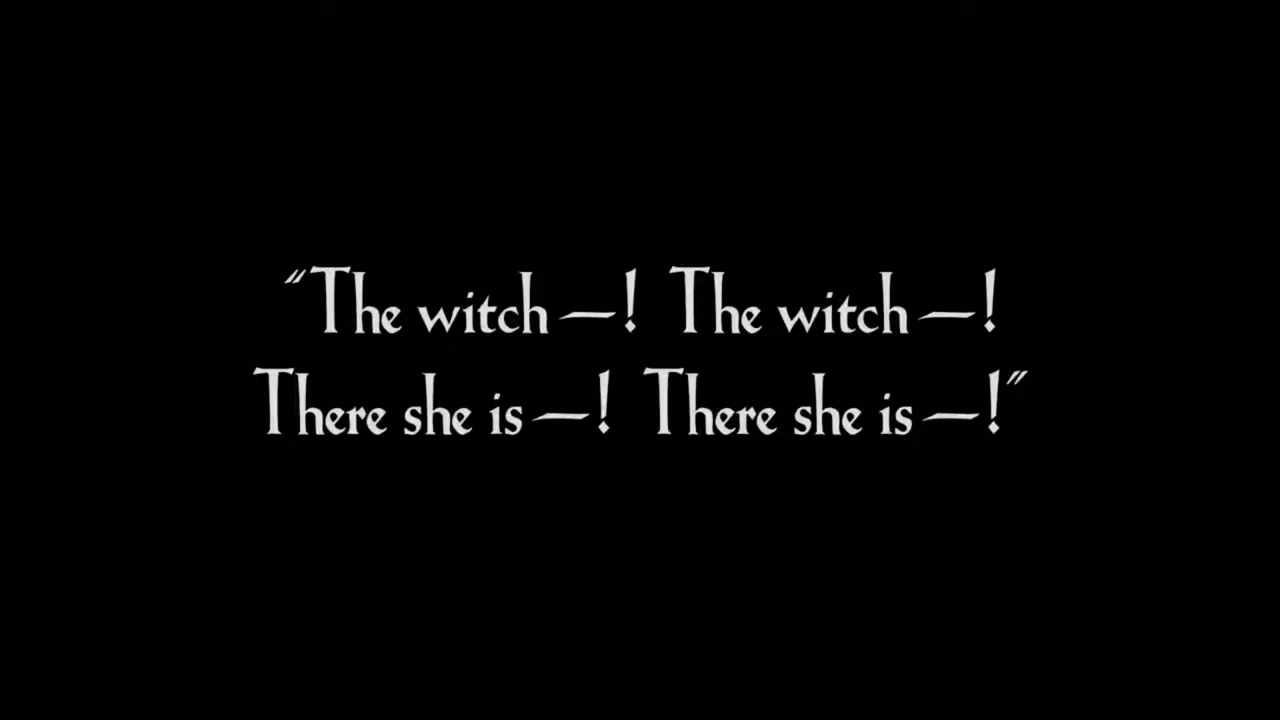 "The witch—! The witch—!
There she is—! There she is—!"